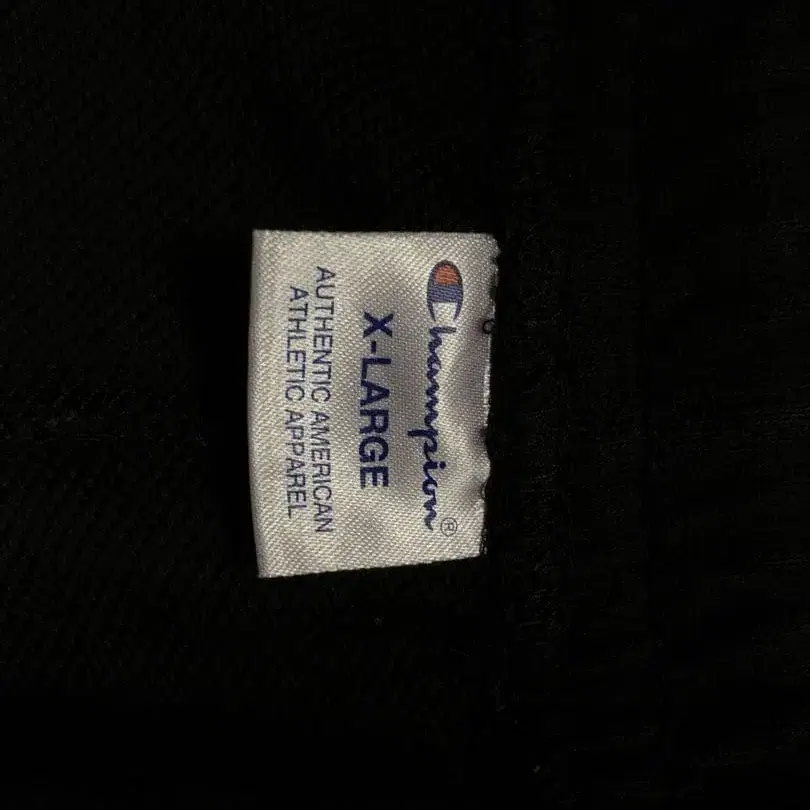 Champion®
X-LARGE
AUTHENTIC AMERICAN
ATHLETIC APPAREL